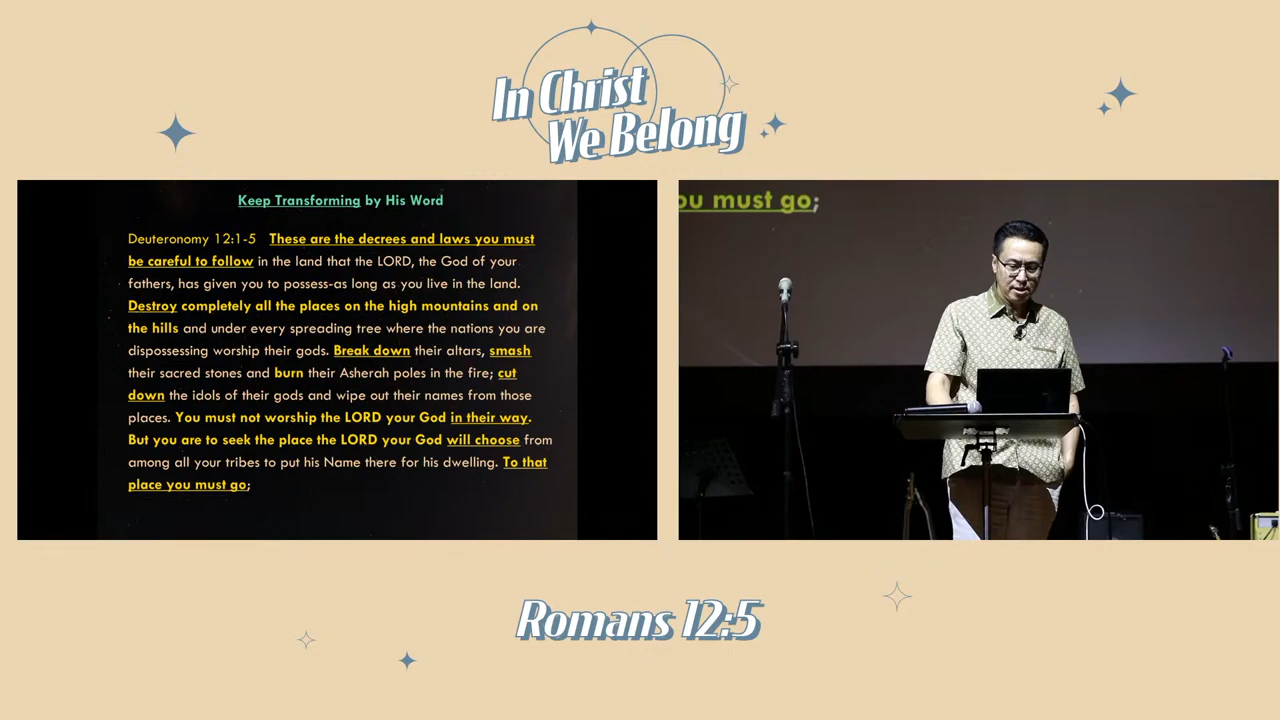 In Christ
We Belong
Keep Transforming by His Word
Deuteronomy 12:1-5 These are the decrees and laws you must
be careful to follow in the land that the LORD, the God of your
fathers, has given you to possess-as long as you live in the land.
Destroy completely all the places on the high mountains and on
the hills and under every spreading tree where the nations you are
dispossessing worship their gods. Break down their altars, smash
their sacred stones and burn their Asherah poles in the fire; cut
down the idols of their gods and wipe out their names from those
places. You must not worship the LORD your God in their way.
But you are to seek the place the LORD your God will choose from
among all your tribes to put his Name there for his dwelling. To that
place you must go;
ou must go;
Romans 12:5